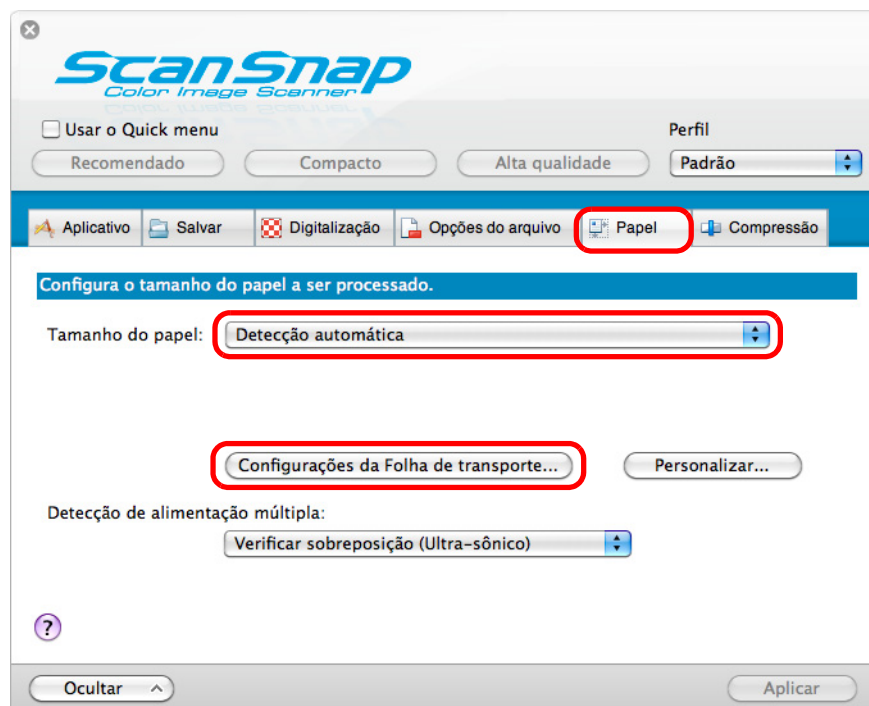 ScanSnap
Color Image Scanner
Usar o Quick menu
Perfil
Recomendado Compacto Alta qualidade Padrão
Aplicativo Salvar Digitalização Opções do arquivo Papel Compressão
Configura o tamanho do papel a ser processado.
Tamanho do papel: Detecção automática
Configurações da Folha de transporte... Personalizar...
Detecção de alimentação múltipla:
Verificar sobreposição (Ultra-sônico)
?
Ocultar Aplicar